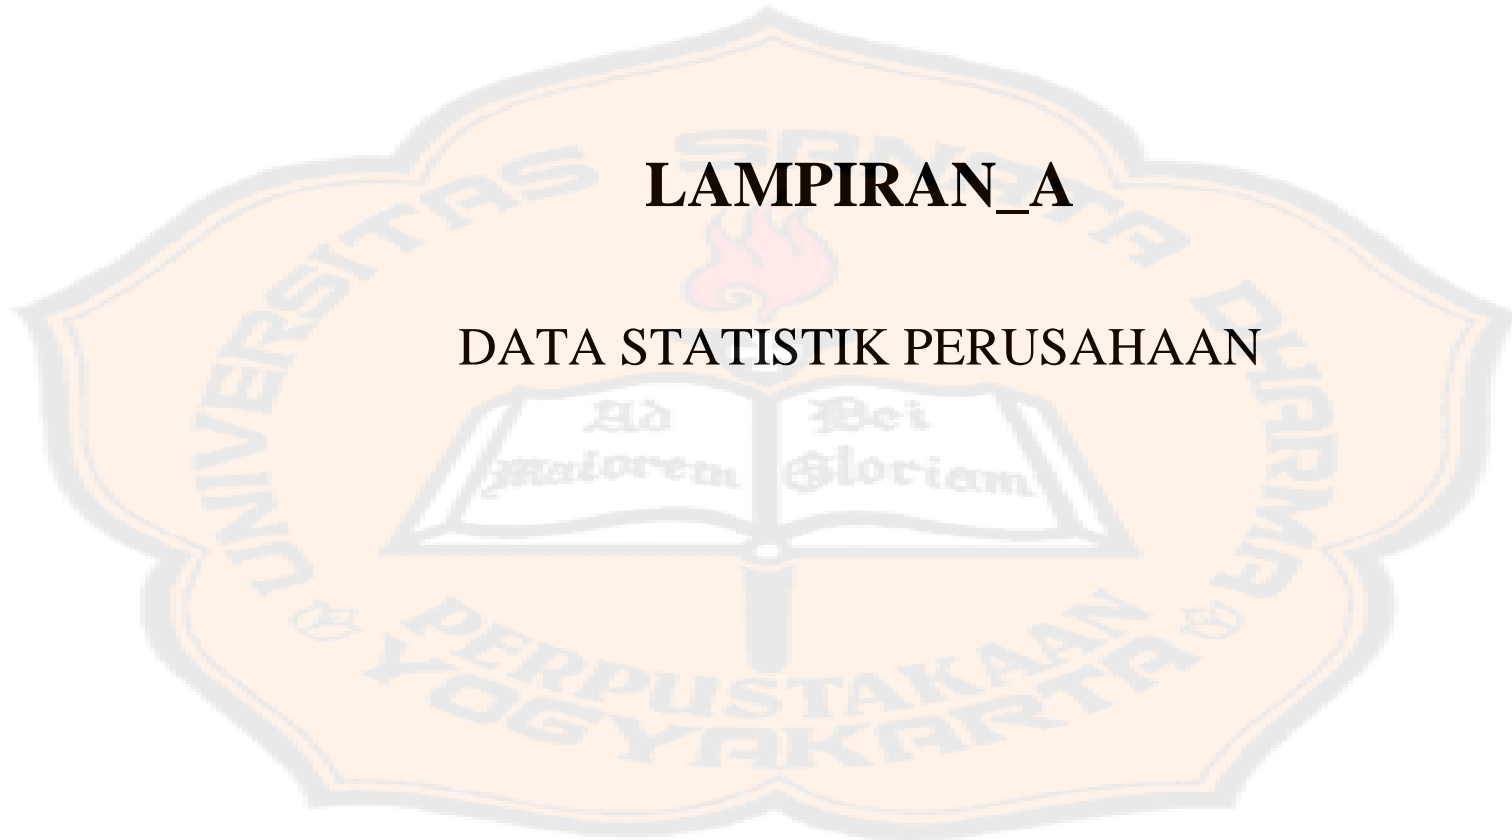 LAMPIRAN_A
DATA STATISTIK PERUSAHAAN
UNIVERSITAS SANATA DHARMA
Ad Dei
maiorem Gloriam
PERPUSTAKAAN
YOGYAKARTA